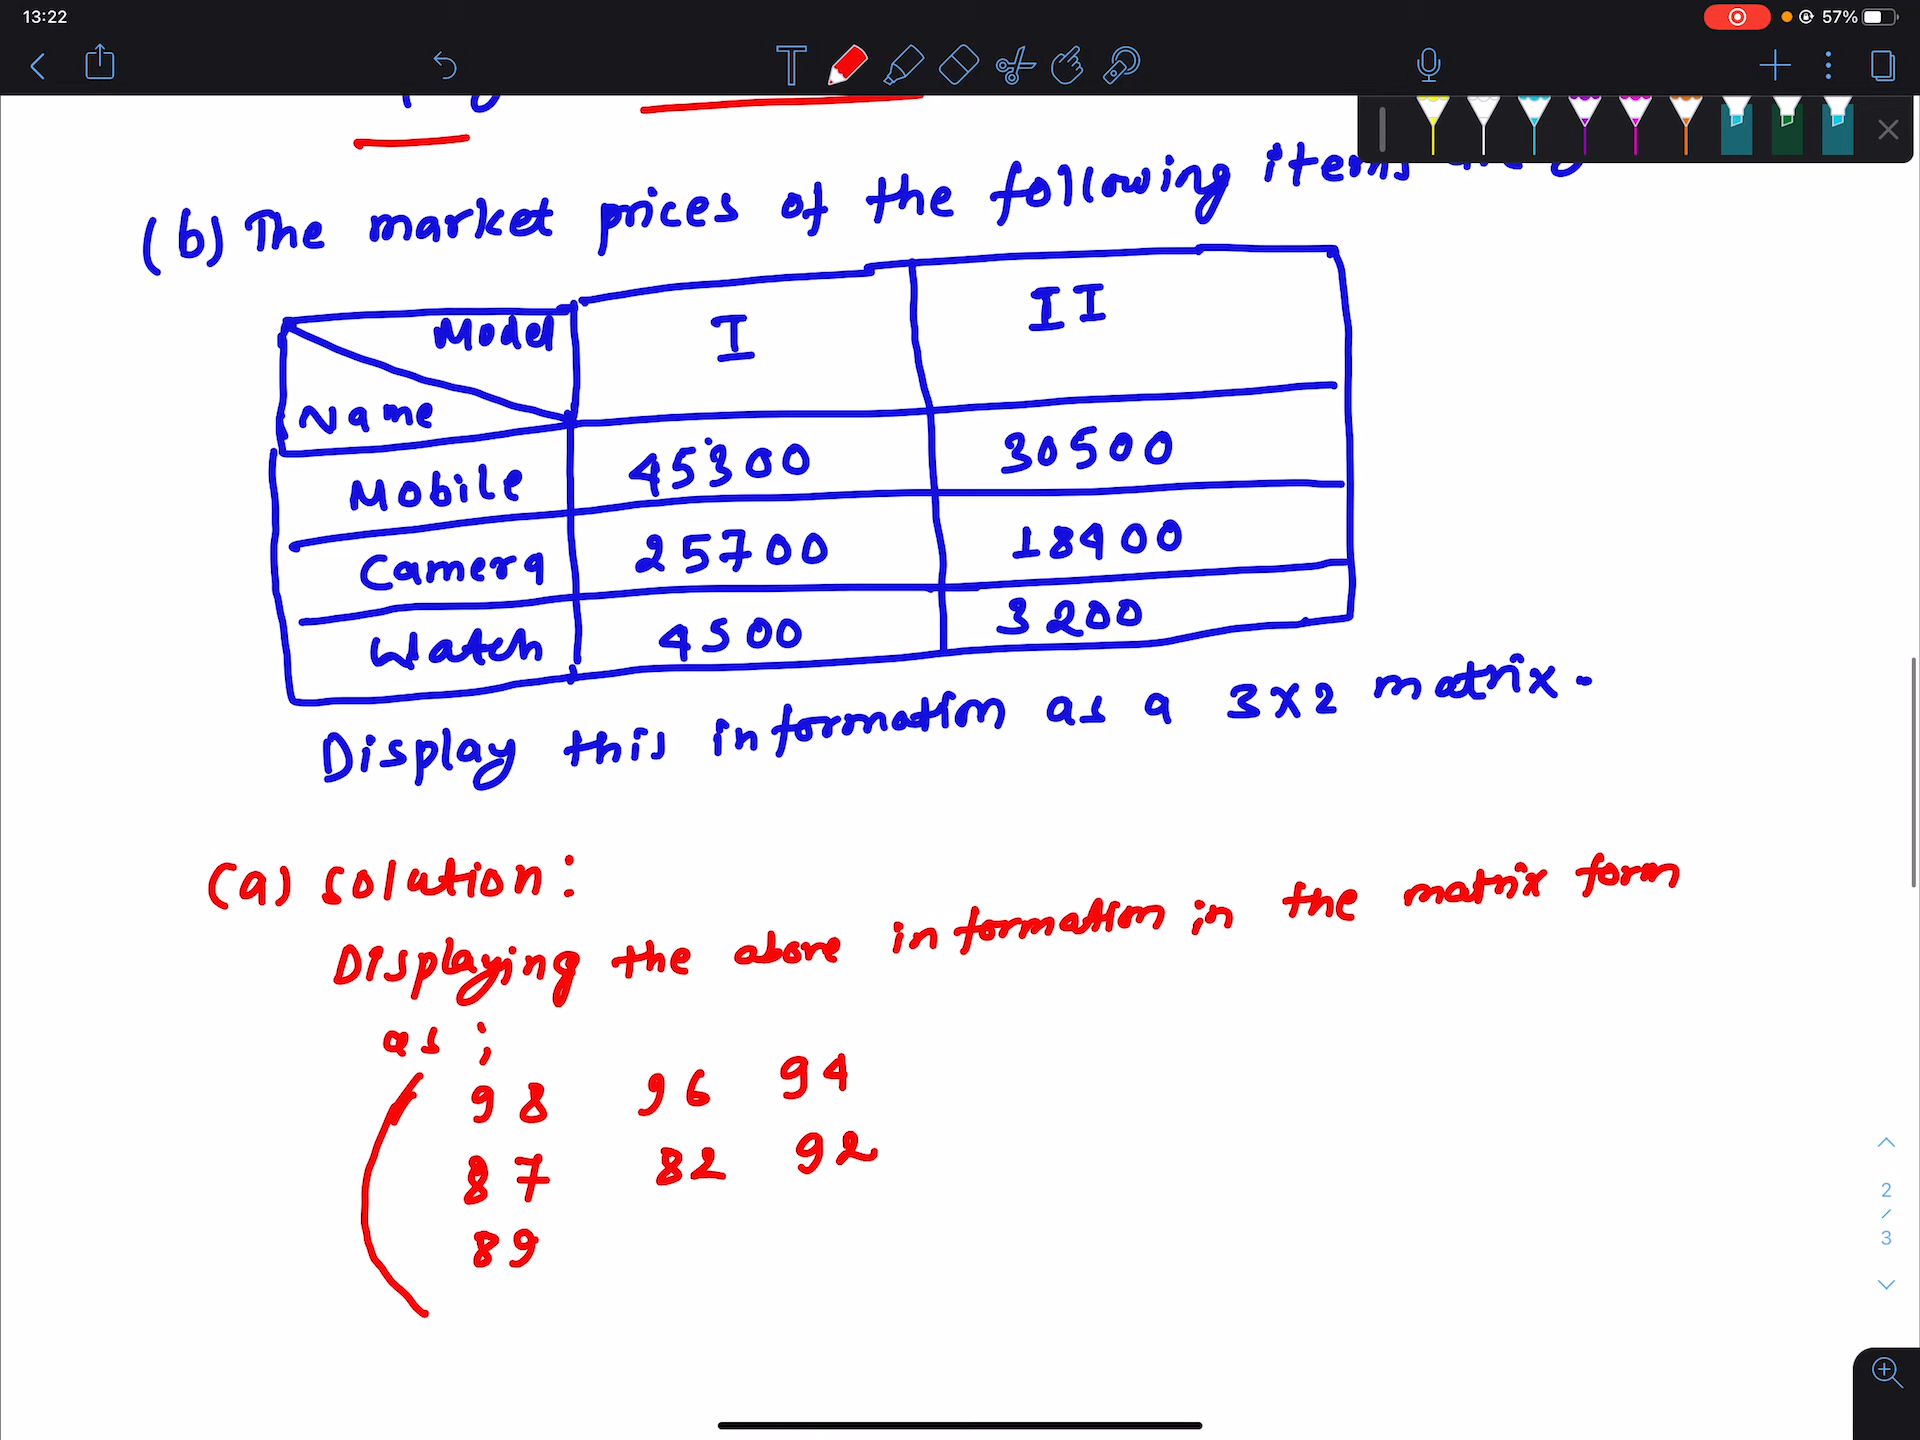 13:22
57%
(b) The market prices of the following items
Model I II
Name
Mobile 45300 30500
Camera 25700 18400
Watch 4500 3200
Display this information as a 3x2 matrix.
(a) solution:
Displaying the above information in the matrix form
as ;
98 96 94
87 82 92
89
2
/
3